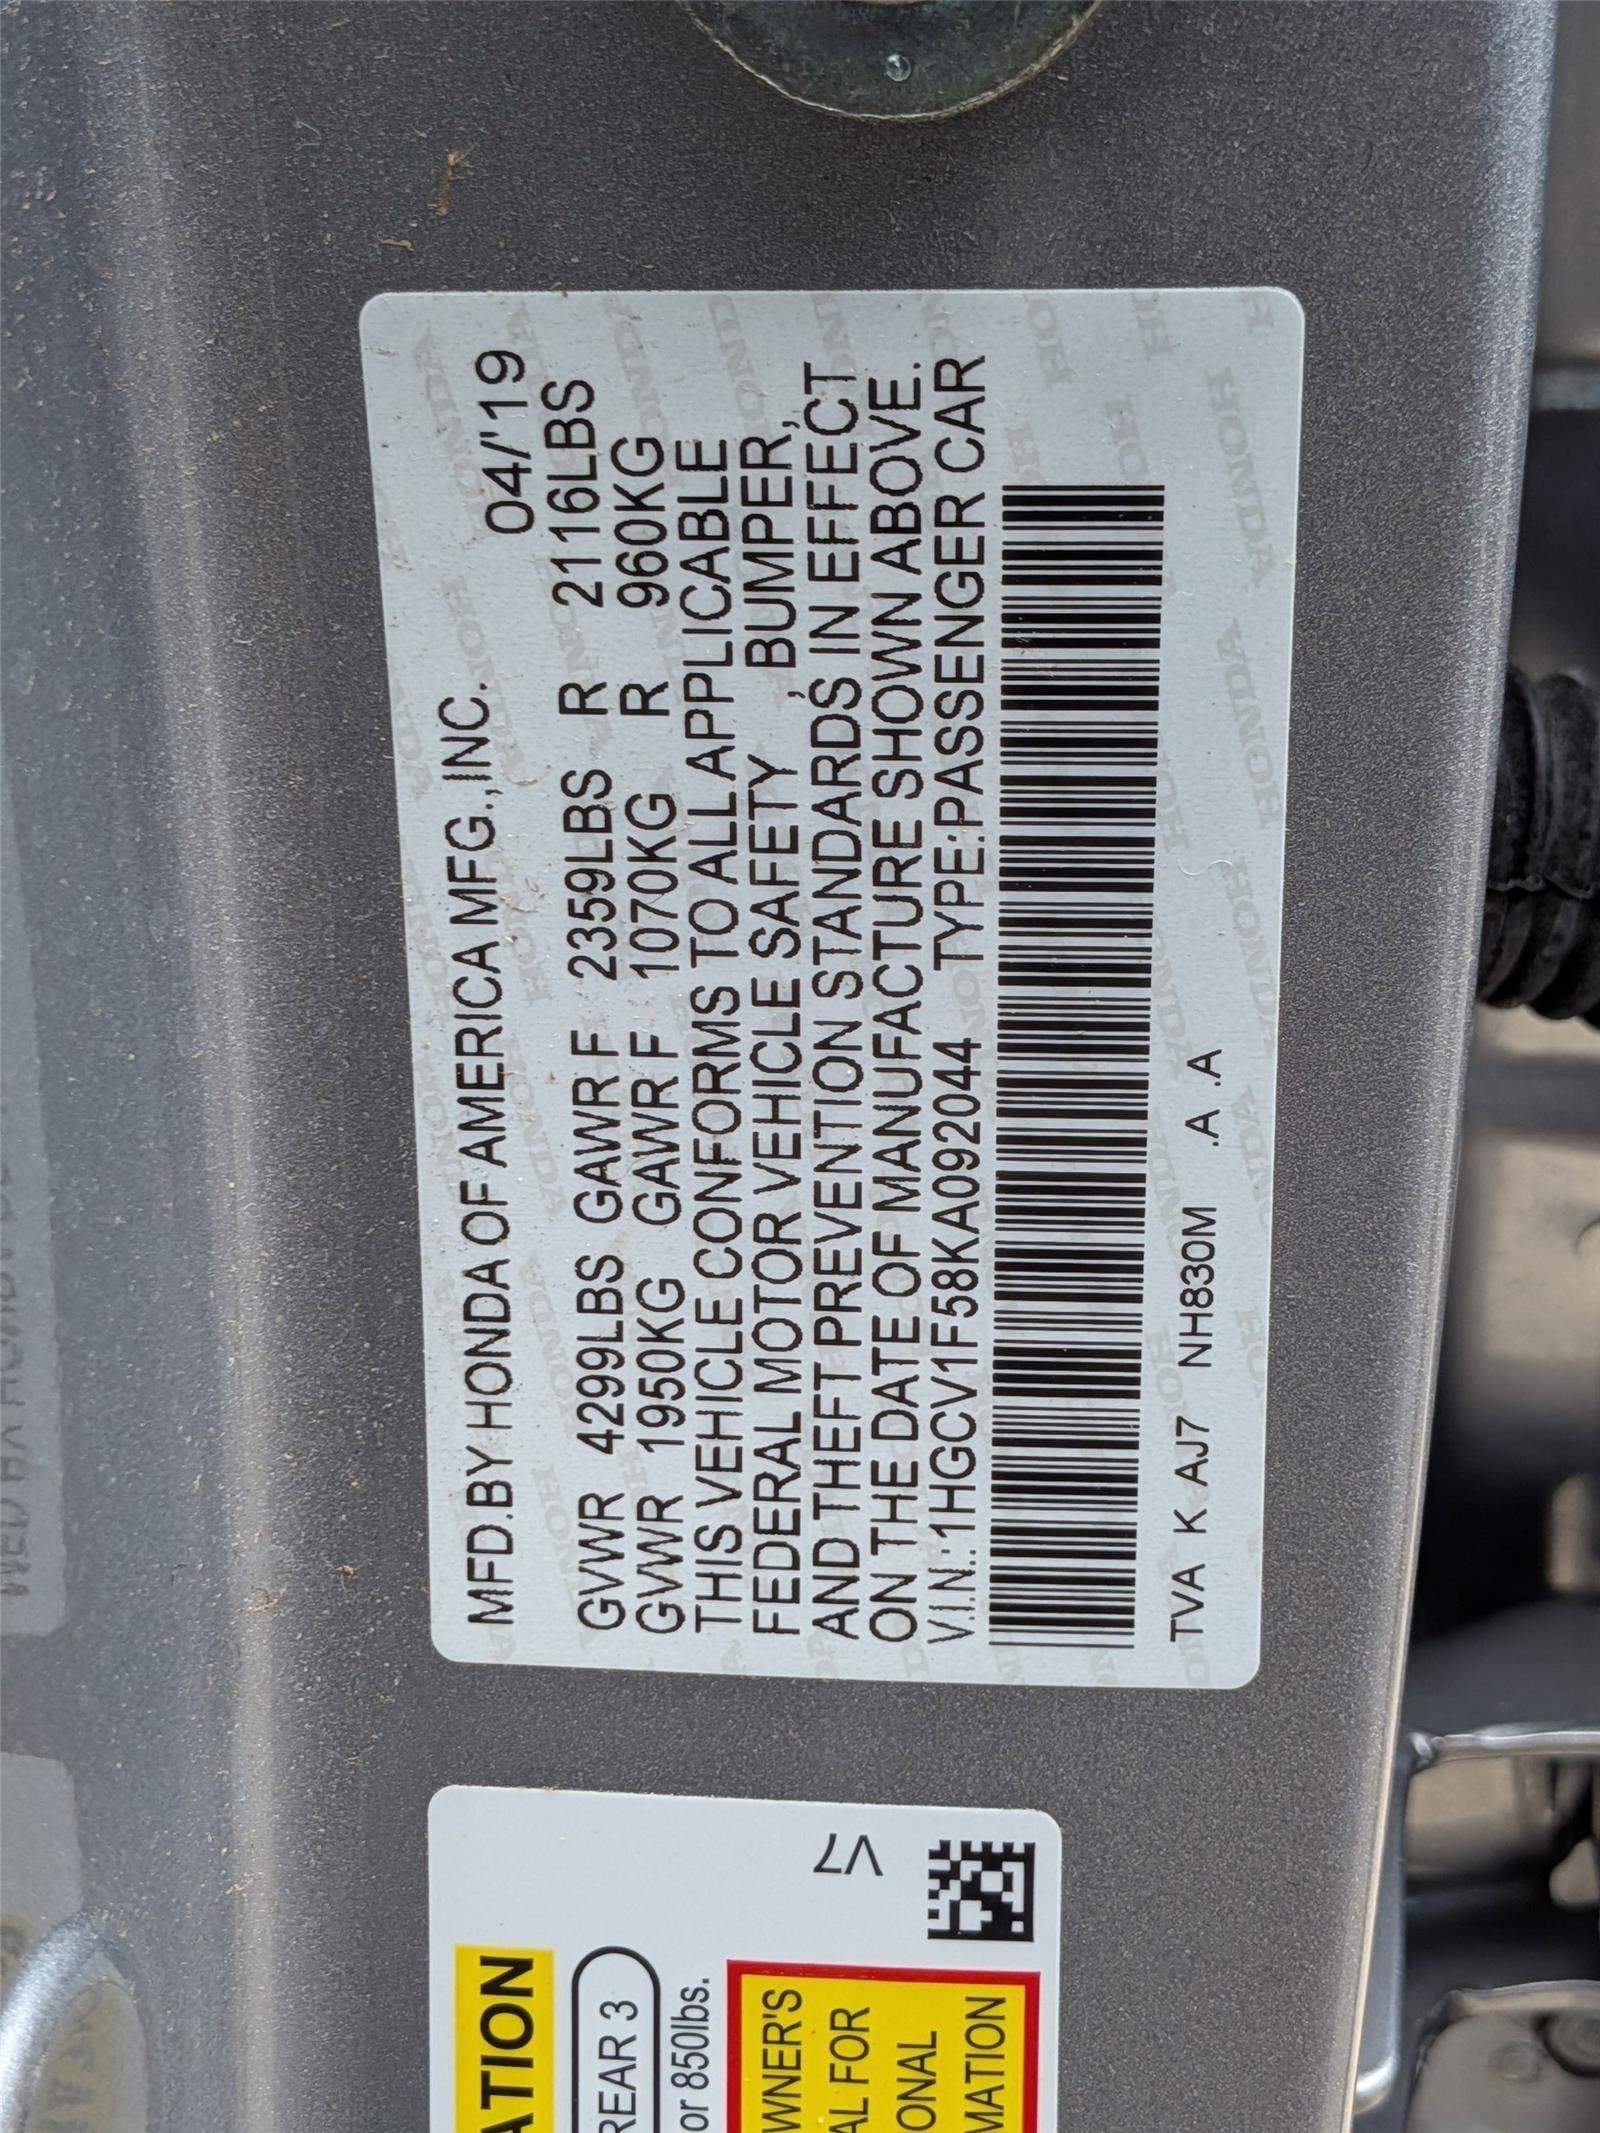 MFD.BY HONDA OF AMERICA MFG.,INC.
04/'19
GVWR 4299LBS GAWR F 2359LBS R 2116LBS
GVWR 1950KG GAWR F 1070KG R 960KG
THIS VEHICLE CONFORMS TO ALL APPLICABLE
FEDERAL MOTOR VEHICLE SAFETY , BUMPER,
AND THEFT PREVENTION STANDARDS IN EFFECT
ON THE DATE OF MANUFACTURE SHOWN ABOVE.
V.I.N.:1HGCV1F58KA092044 TYPE:PASSENGER CAR
TVA K AJ7 NH830M .A .A
V7
ATION
REAR 3
or 850lbs.
WNER'S
AL FOR
ONAL
MATION